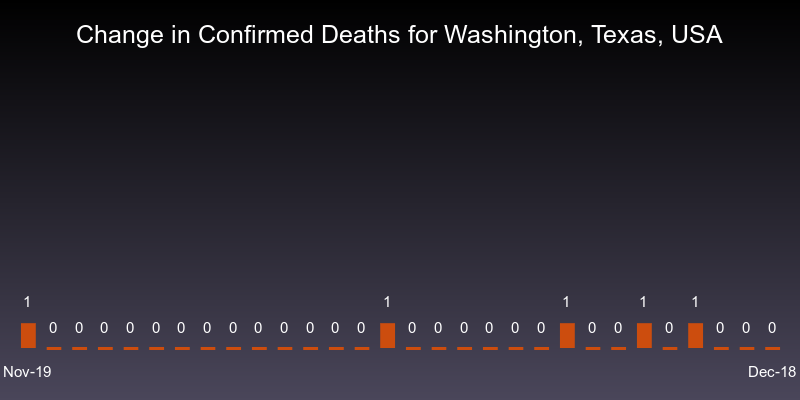 Change in Confirmed Deaths for Washington, Texas, USA
1 0 0 0 0 0 0 0 0 0 0 0 0 0 1 0 0 0 0 0 0 1 0 0 1 0 1 0 0 0
Nov-19 Dec-18